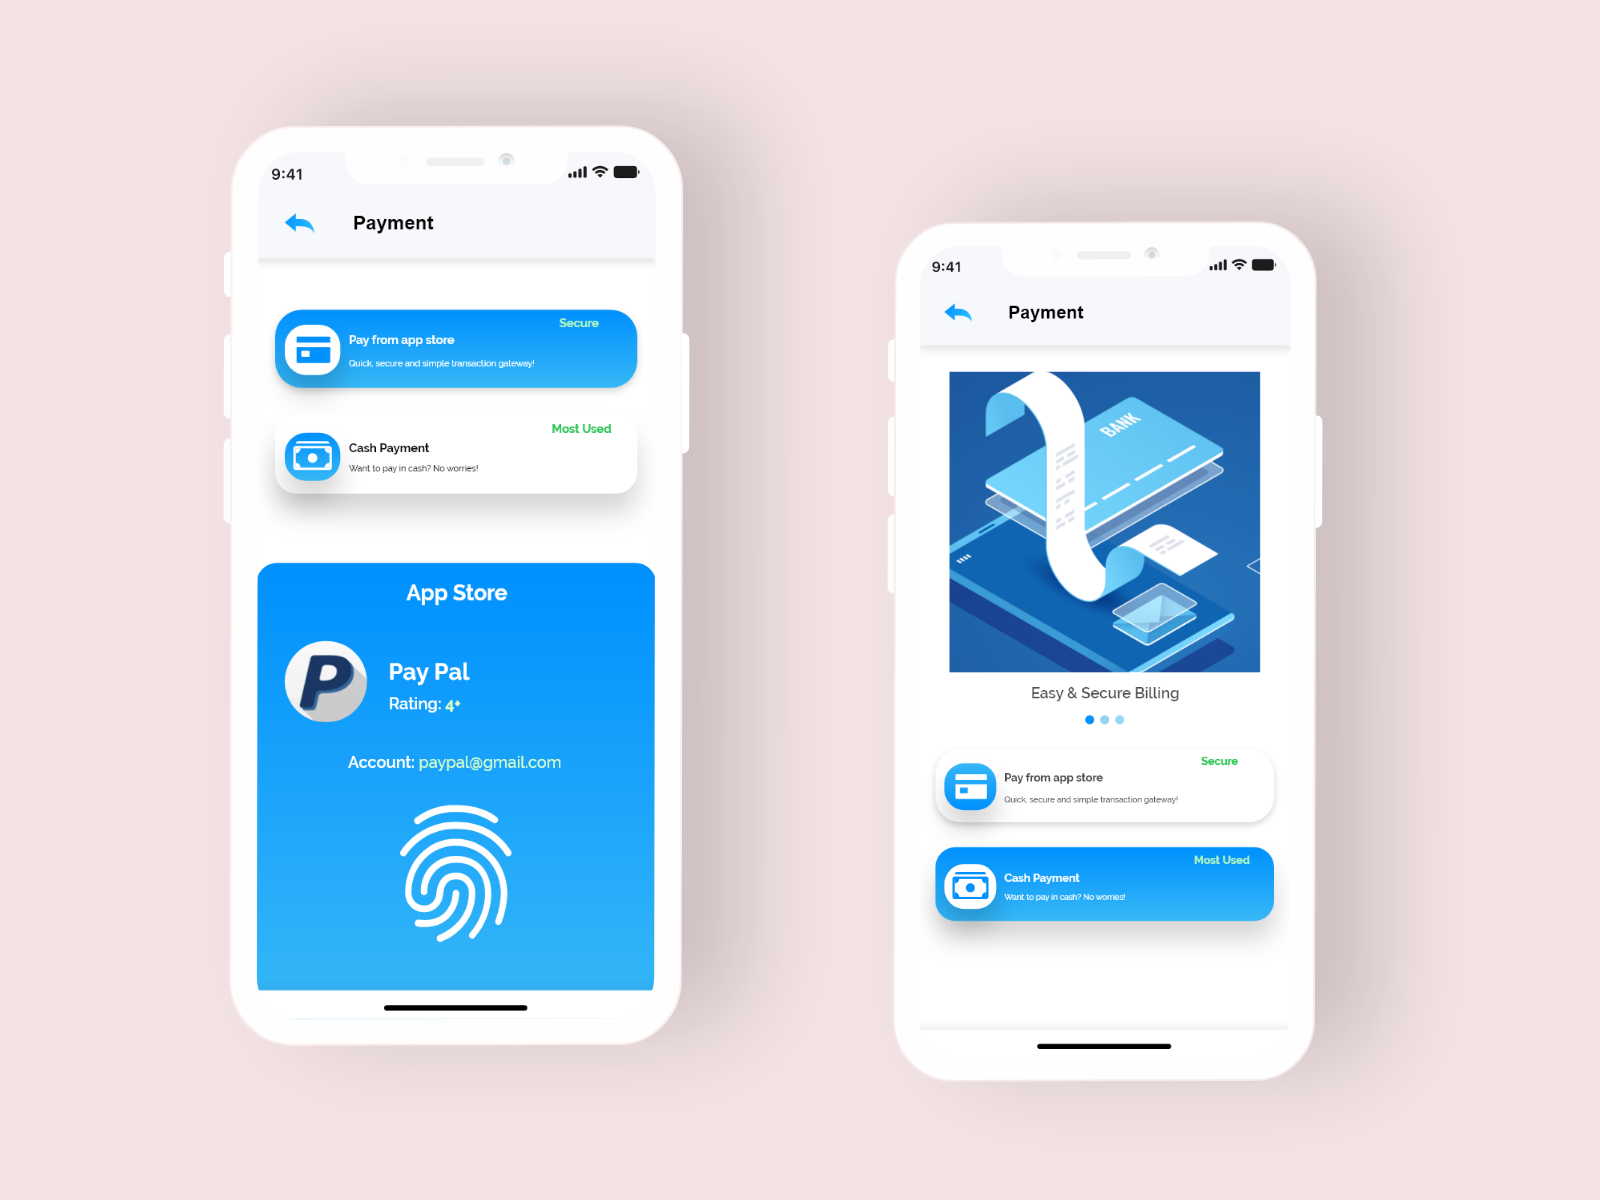 9:41
Payment
Secure
Pay from app store
Quick, secure and simple transaction gateway!
Most Used
Cash Payment
Want to pay in cash? No worries!
App Store
P
Pay Pal
Rating: 4+
Account: paypal@gmail.com
9:41
Payment
BANK
Easy & Secure Billing
Secure
Pay from app store
Quick, secure and simple transaction gateway!
Most Used
Cash Payment
Want to pay in cash? No worries!